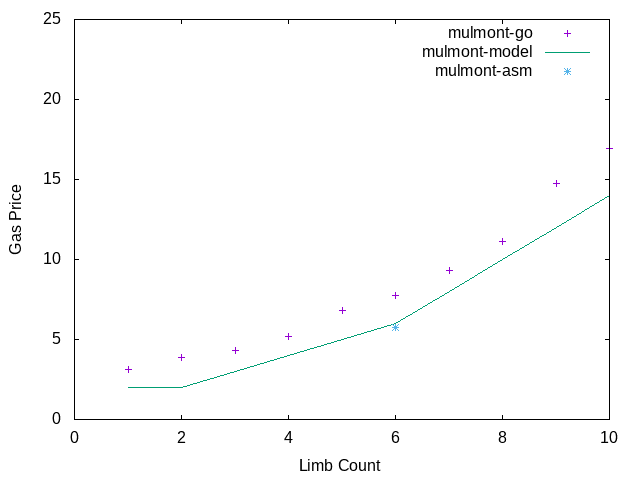 25
20
15
10
5
0
Gas Price
mulmont-go
mulmont-model
mulmont-asm
0 2 4 6 8 10
Limb Count